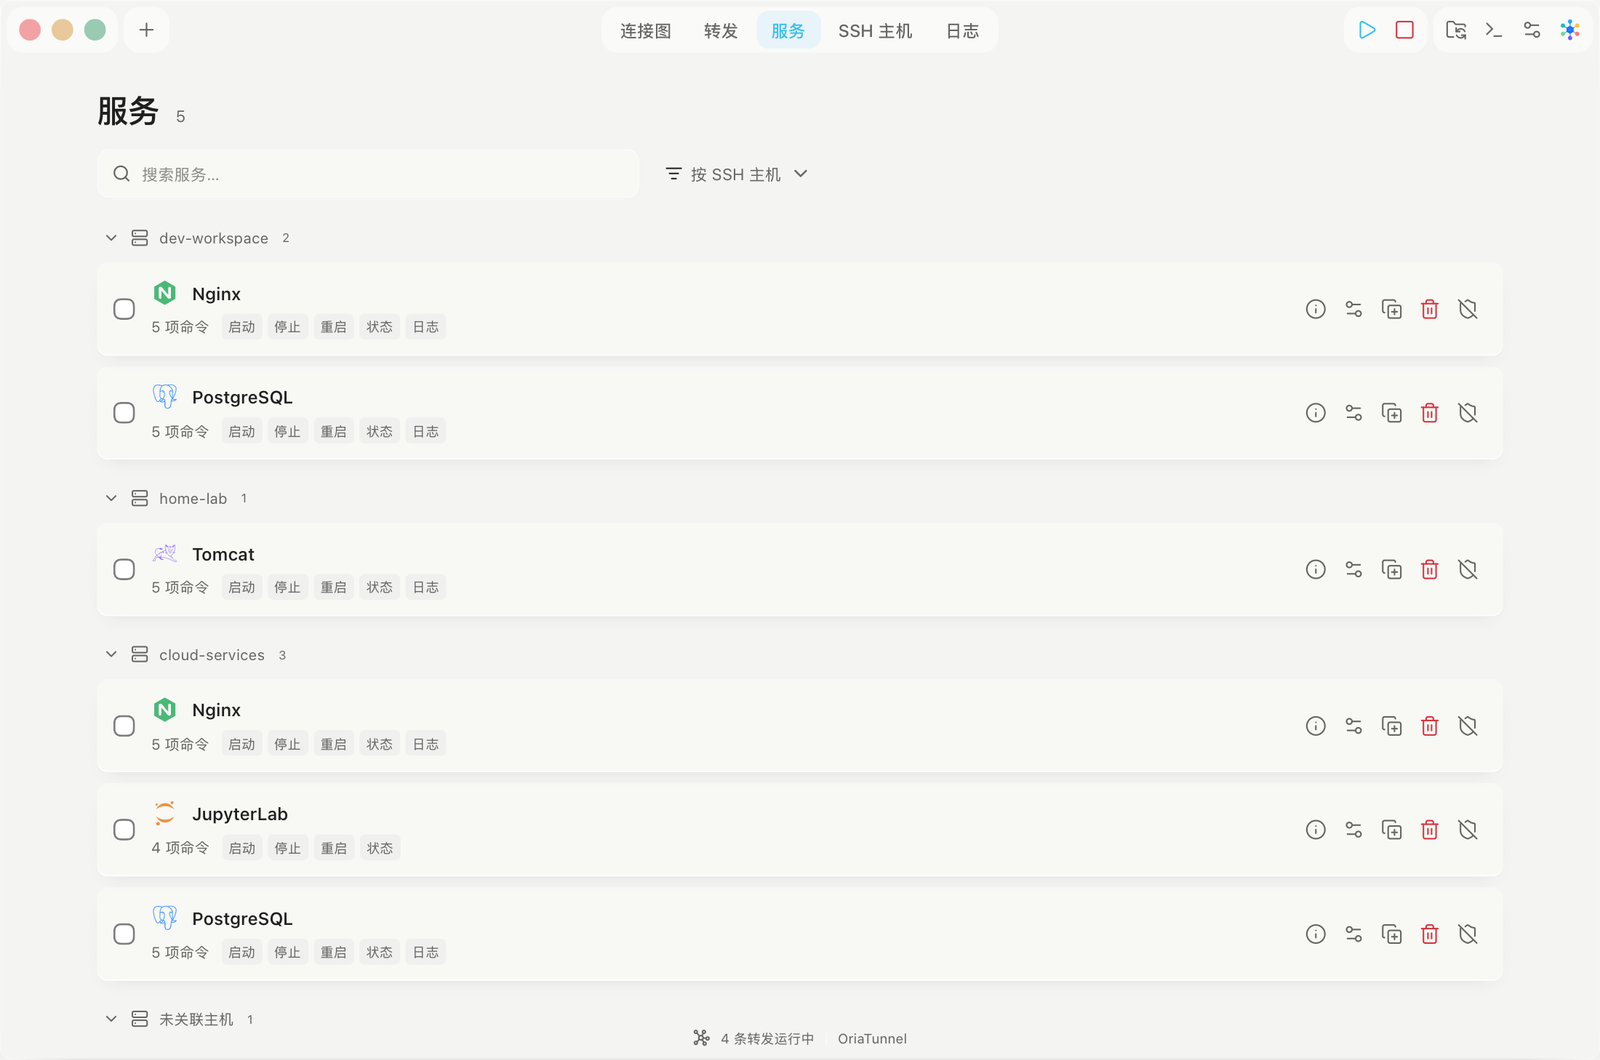 连接图 转发 服务 SSH 主机 日志
服务 5
搜索服务... 按 SSH 主机
dev-workspace 2
Nginx
5 项命令 启动 停止 重启 状态 日志
PostgreSQL
5 项命令 启动 停止 重启 状态 日志
home-lab 1
Tomcat
5 项命令 启动 停止 重启 状态 日志
cloud-services 3
Nginx
5 项命令 启动 停止 重启 状态 日志
JupyterLab
4 项命令 启动 停止 重启 状态
PostgreSQL
5 项命令 启动 停止 重启 状态 日志
未关联主机 1
4 条转发运行中 OriaTunnel